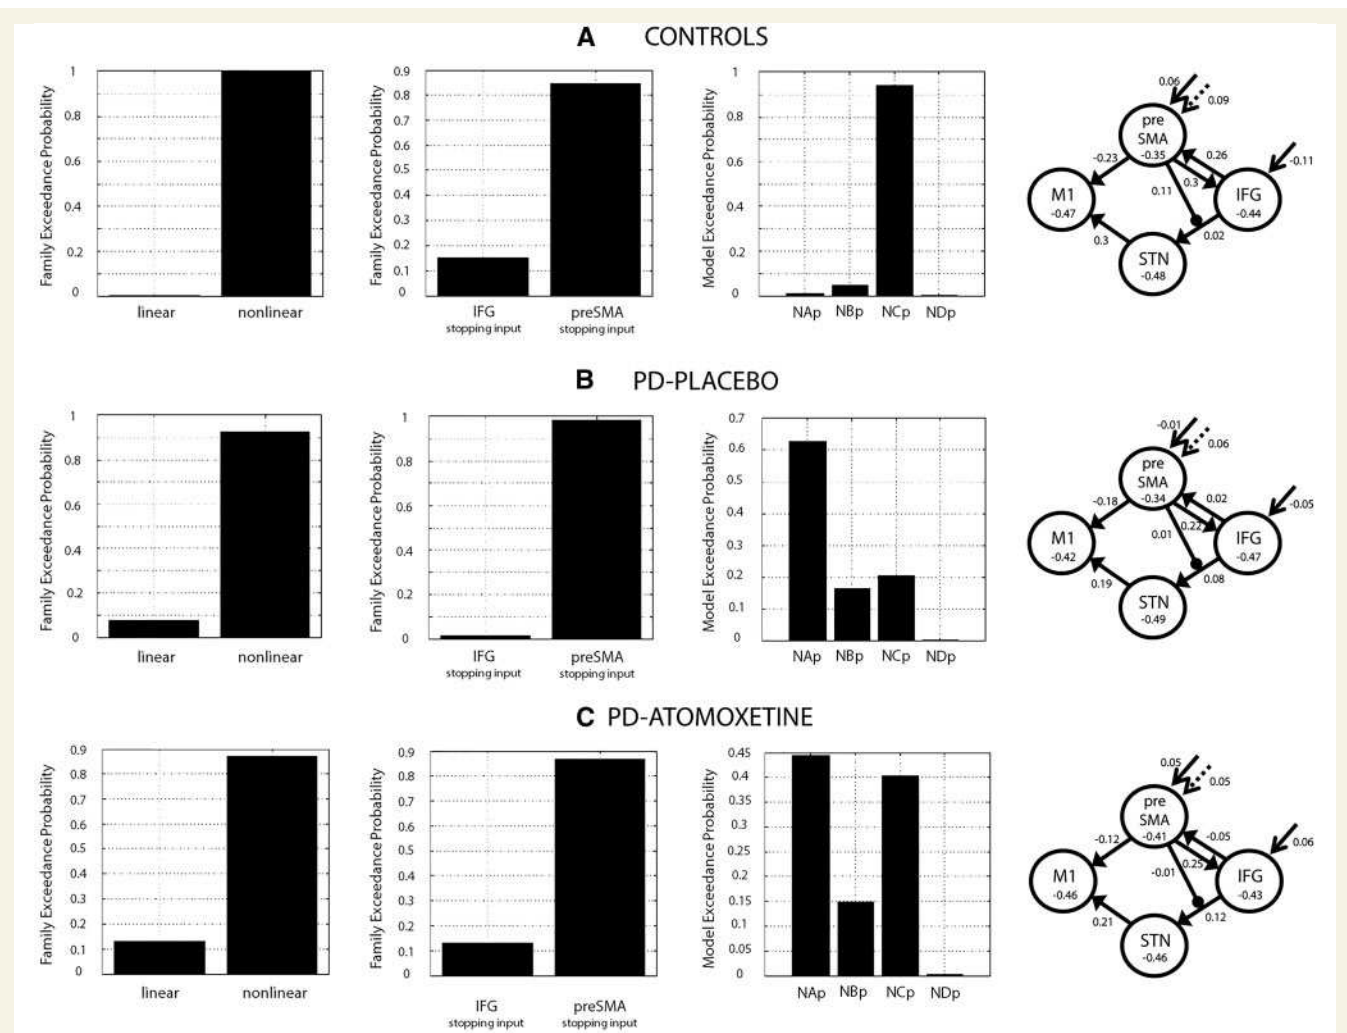 A CONTROLS
Family Exceedance Probability
1
0.8
0.6
0.4
0.2
0
linear nonlinear
Family Exceedance Probability
0.9
0.8
0.7
0.6
0.5
0.4
0.3
0.2
0.1
0
IFG preSMA
stopping input stopping input
Model Exceedance Probability
1
0.8
0.6
0.4
0.2
0
NAp NBp NCp NDp
0.06
0.09
pre
SMA
-0.35
-0.23
0.26
-0.11
0.3
0.11
M1
-0.47
IFG
-0.44
0.3
0.02
STN
-0.48
B PD-PLACEBO
Family Exceedance Probability
1
0.8
0.6
0.4
0.2
0
linear nonlinear
Family Exceedance Probability
1
0.8
0.6
0.4
0.2
0
IFG preSMA
stopping input stopping input
Model Exceedance Probability
0.7
0.6
0.5
0.4
0.3
0.2
0.1
0
NAp NBp NCp NDp
-0.01
0.06
pre
SMA
-0.34
-0.18
0.02
-0.05
0.22
0.01
M1
-0.42
IFG
-0.47
0.19
0.08
STN
-0.49
C PD-ATOMOXETINE
Family Exceedance Probability
0.9
0.8
0.7
0.6
0.5
0.4
0.3
0.2
0.1
0
linear nonlinear
Family Exceedance Probability
0.9
0.8
0.7
0.6
0.5
0.4
0.3
0.2
0.1
0
IFG preSMA
stopping input stopping input
Model Exceedance Probability
0.45
0.4
0.35
0.3
0.25
0.2
0.15
0.1
0.05
0
NAp NBp NCp NDp
0.05
0.05
pre
SMA
-0.41
-0.12
-0.05
0.06
0.25
-0.01
M1
-0.46
IFG
-0.43
0.21
0.12
STN
-0.46